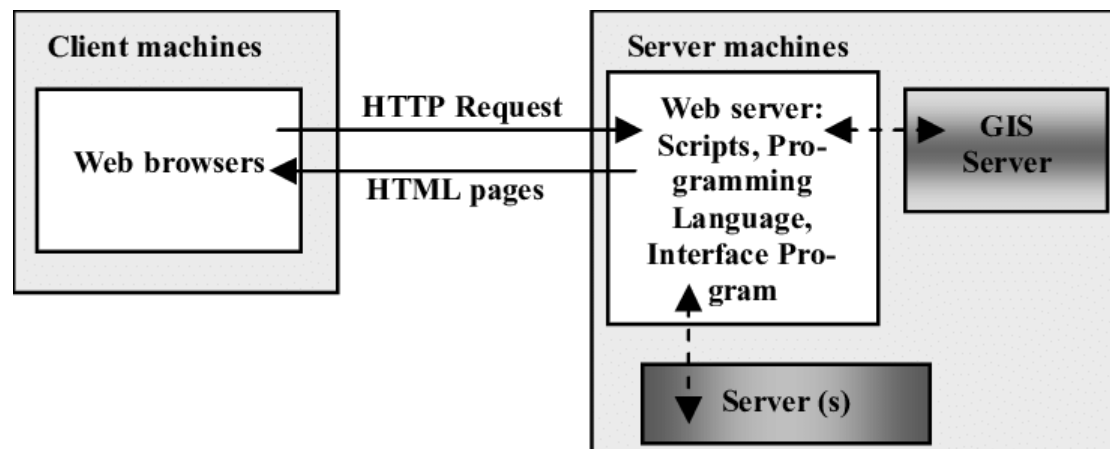 Client machines
Web browsers
HTTP Request
HTML pages
Server machines
Web server:
Scripts, Pro-
gramming
Language,
Interface Pro-
gram
GIS
Server
Server (s)